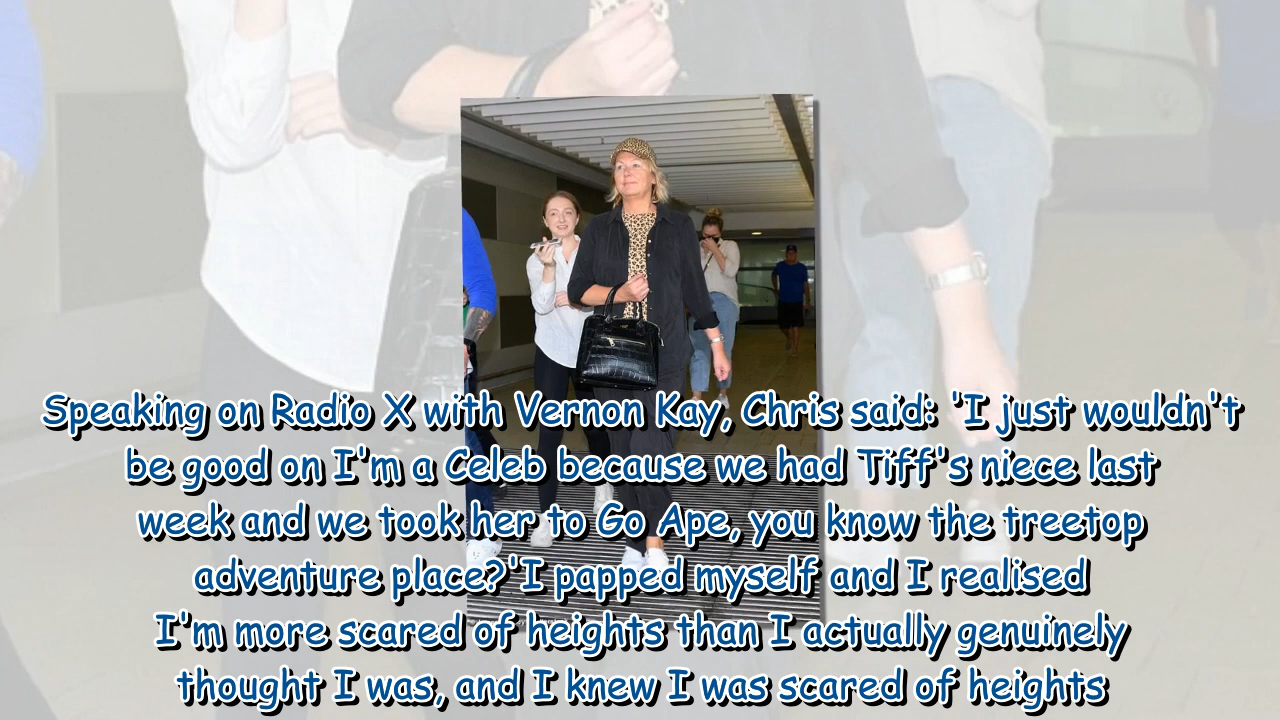 Speaking on Radio X with Vernon Kay, Chris said: 'I just wouldn't
be good on I'm a Celeb because we had Tiff's niece last
week and we took her to Go Ape, you know the treetop
adventure place?'I papped myself and I realised
I'm more scared of heights than I actually genuinely
thought I was, and I knew I was scared of heights